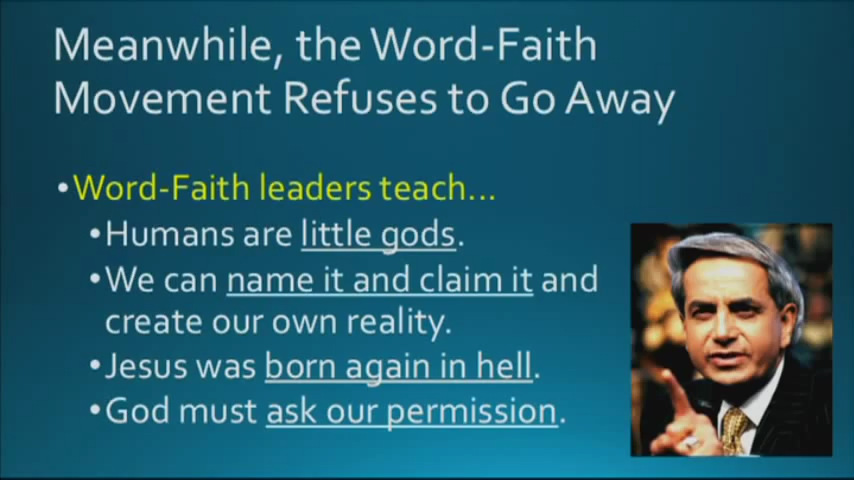 Meanwhile, the Word-Faith
Movement Refuses to Go Away
•Word-Faith leaders teach...
•Humans are little gods.
•We can name it and claim it and
create our own reality.
•Jesus was born again in hell.
•God must ask our permission.